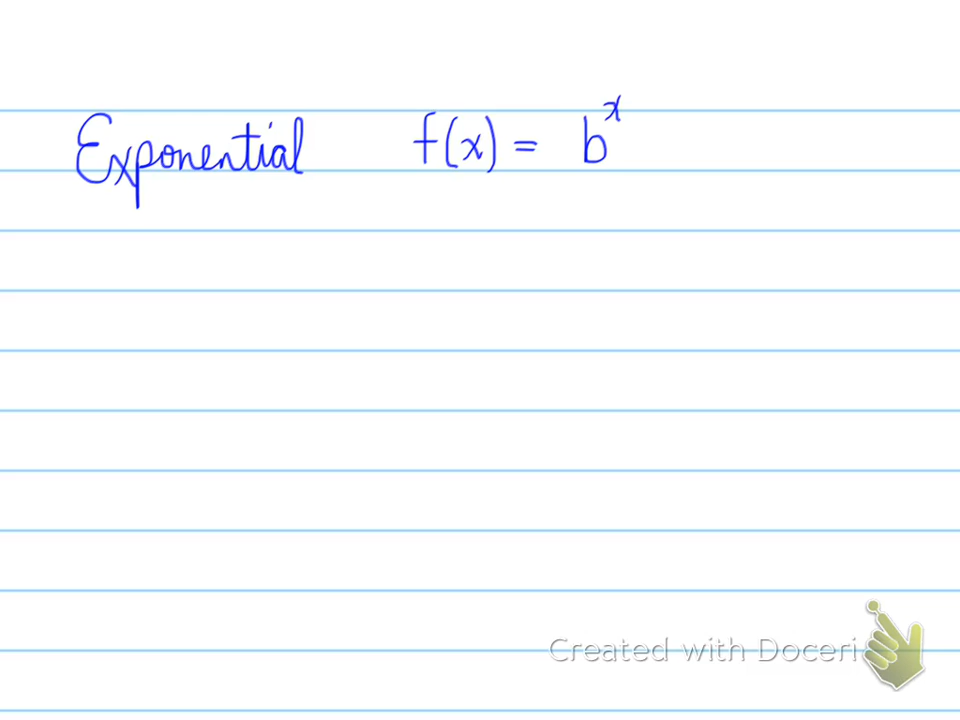 Exponential f(x) = b^x
Created with Doceri